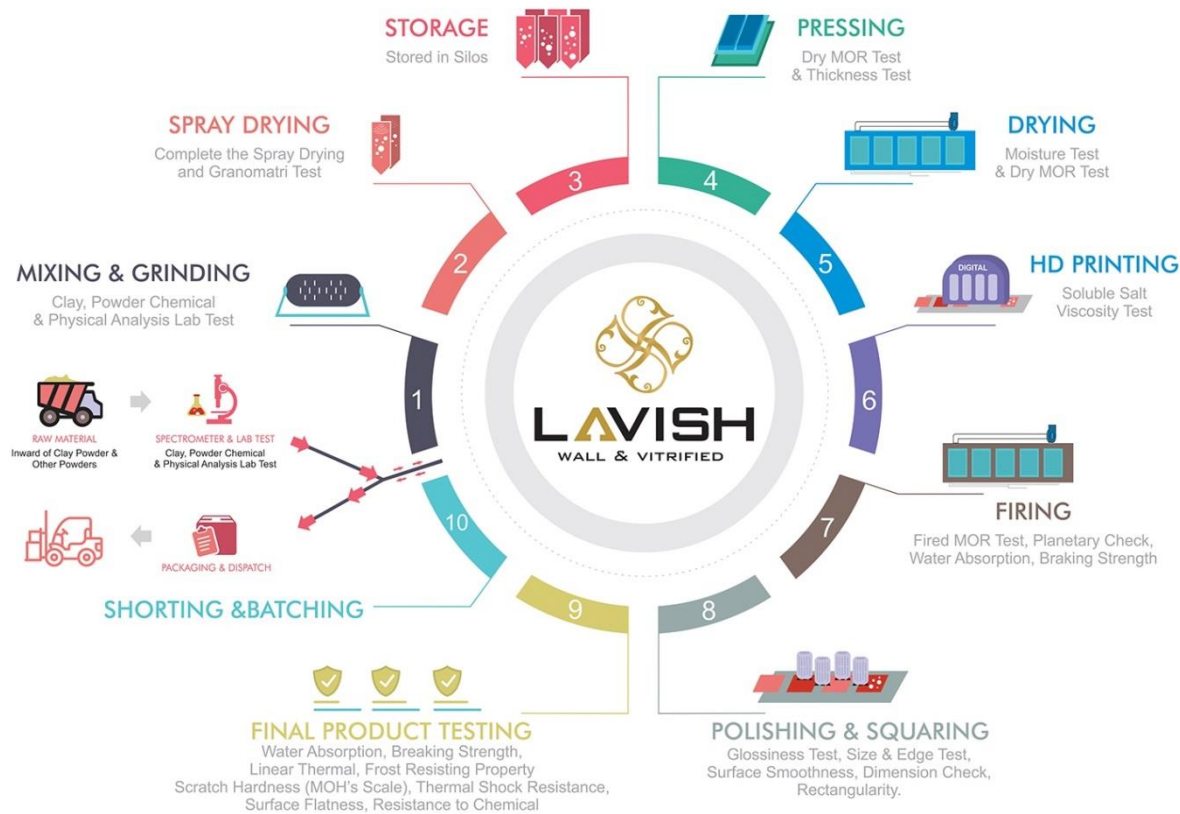 STORAGE
Stored in Silos
PRESSING
Dry MOR Test
& Thickness Test
SPRAY DRYING
Complete the Spray Drying
and Granomatri Test
DRYING
Moisture Test
& Dry MOR Test
3
4
2
5
MIXING & GRINDING
Clay, Powder Chemical
& Physical Analysis Lab Test
HD PRINTING
Soluble Salt
Viscosity Test
DIGITAL
1
6
LAVISH
WALL & VITRIFIED
RAW MATERIAL
Inward of Clay Powder &
Other Powders
SPECTROMETER & LAB TEST
Clay, Powder Chemical
& Physical Analysis Lab Test
FIRING
Fired MOR Test, Planetary Check,
Water Absorption, Braking Strength
10
7
PACKAGING & DISPATCH
SHORTING &BATCHING
9
8
FINAL PRODUCT TESTING
Water Absorption, Breaking Strength,
Linear Thermal, Frost Resisting Property
Scratch Hardness (MOH's Scale), Thermal Shock Resistance,
Surface Flatness, Resistance to Chemical
POLISHING & SQUARING
Glossiness Test, Size & Edge Test,
Surface Smoothness, Dimension Check,
Rectangularity.